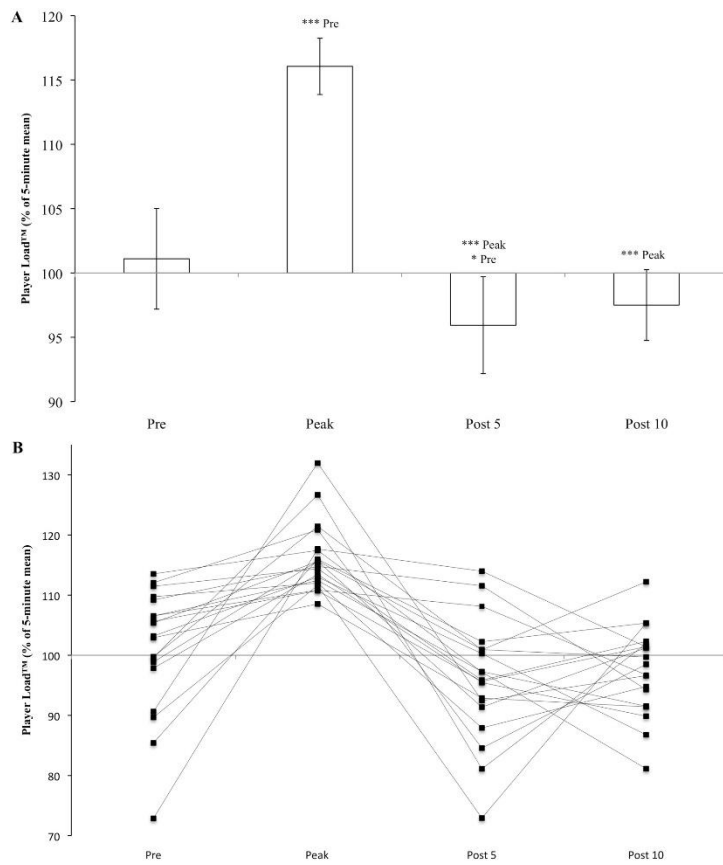 A
120
*** Pre
115
110
105
*** Peak
* Pre
*** Peak
100
95
90
Player Load™ (% of 5-minute mean)
Pre Peak Post 5 Post 10
B
130
120
110
100
90
80
70
Player Load™ (% of 5-minute mean)
Pre Peak Post 5 Post 10